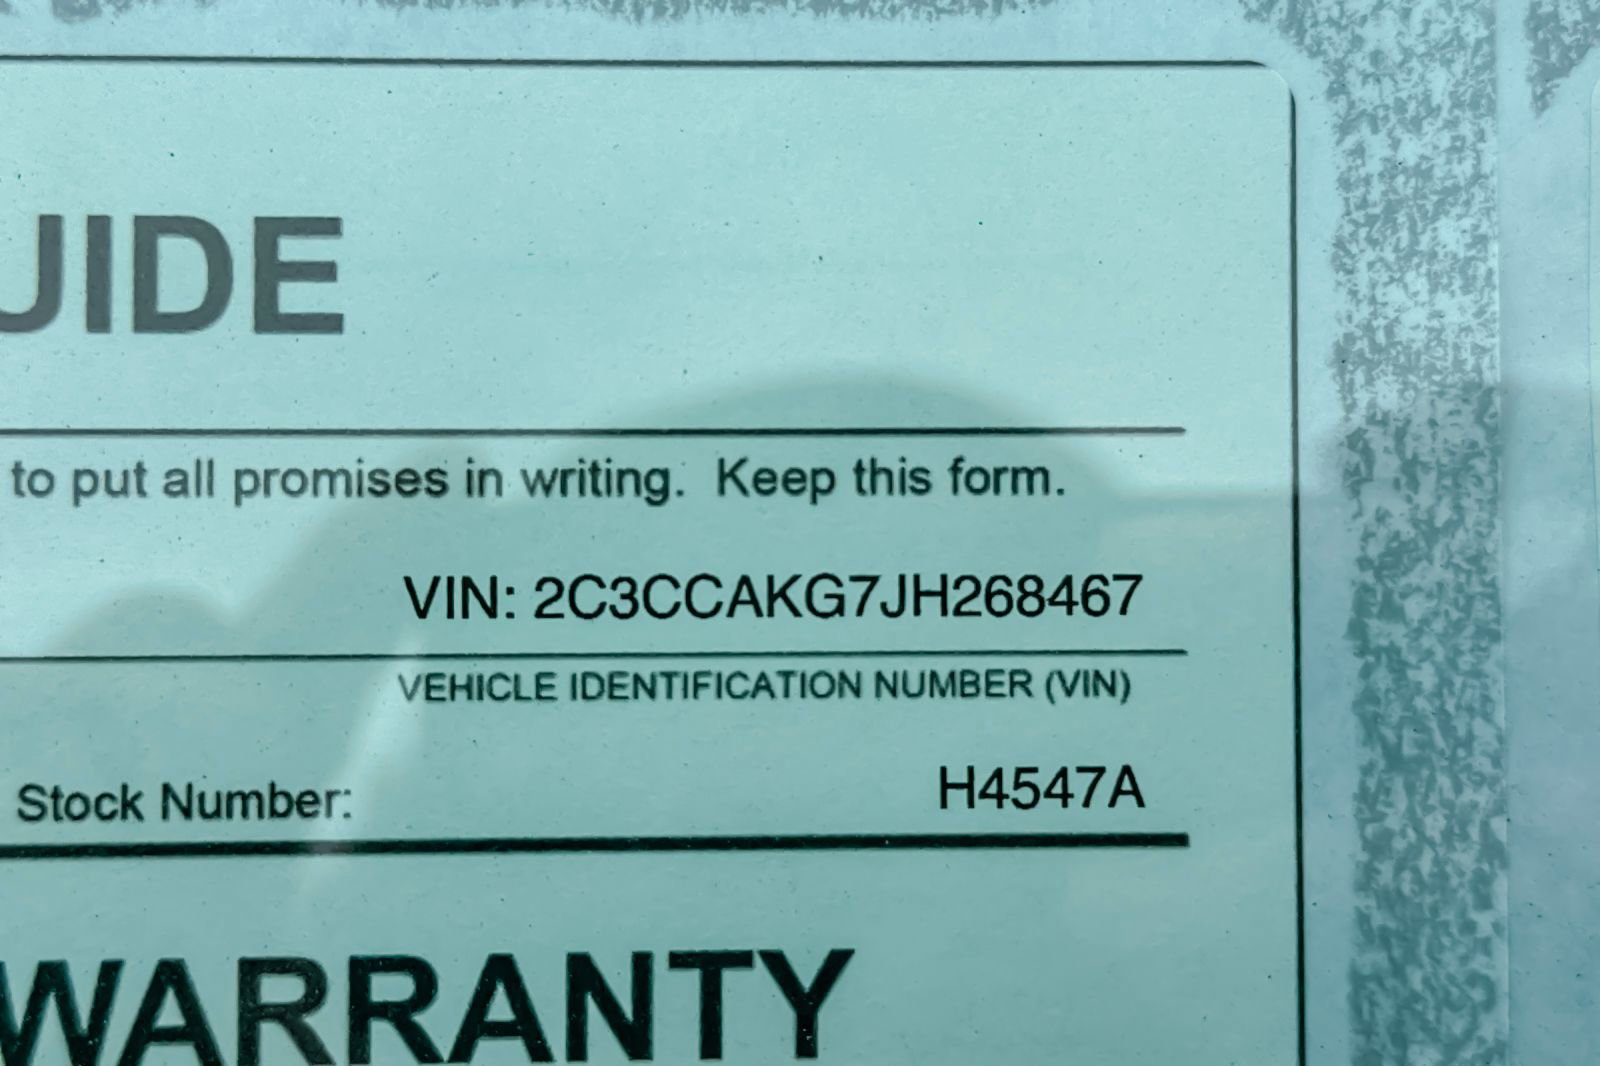 UIDE
to put all promises in writing. Keep this form.
VIN: 2C3CCAKG7JH268467
VEHICLE IDENTIFICATION NUMBER (VIN)
Stock Number: H4547A
WARRANTY